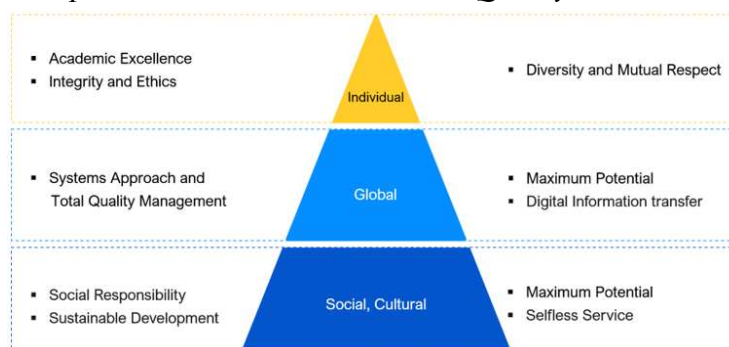 Academic Excellence
Integrity and Ethics
Individual
Diversity and Mutual Respect
Systems Approach and
Total Quality Management
Global
Maximum Potential
Digital Information transfer
Social Responsibility
Sustainable Development
Social, Cultural
Maximum Potential
Selfless Service